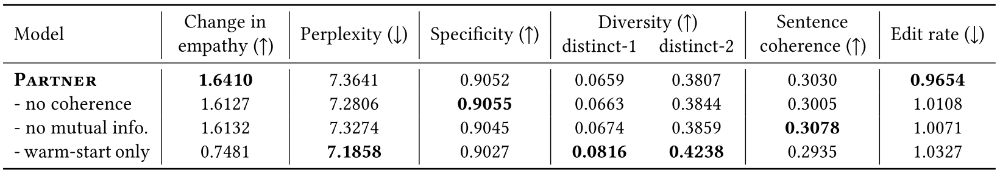 Model Change in empathy (↑) Perplexity (↓) Specificity (↑) Diversity (↑) distinct-1 distinct-2 Sentence coherence (↑) Edit rate (↓)
PARTNER 1.6410 7.3641 0.9052 0.0659 0.3807 0.3030 0.9654
- no coherence 1.6127 7.2806 0.9055 0.0663 0.3844 0.3005 1.0108
- no mutual info. 1.6132 7.3274 0.9045 0.0674 0.3859 0.3078 1.0071
- warm-start only 0.7481 7.1858 0.9027 0.0816 0.4238 0.2935 1.0327